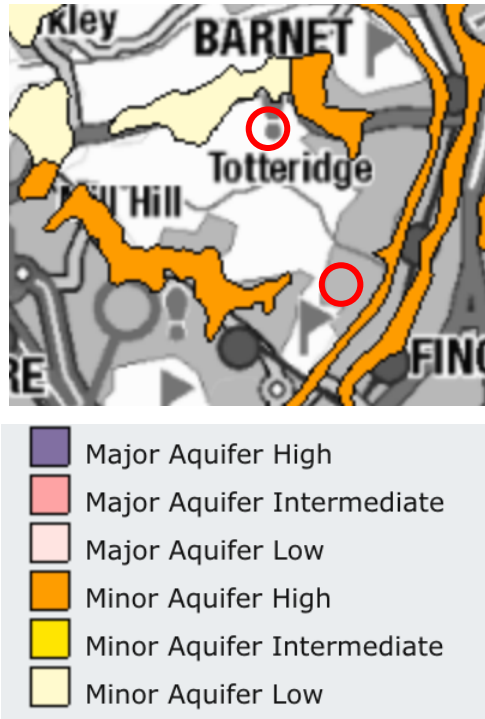 kley
BARNET
Totteridge
Mill Hill
FINC
RE
Major Aquifer High
Major Aquifer Intermediate
Major Aquifer Low
Minor Aquifer High
Minor Aquifer Intermediate
Minor Aquifer Low